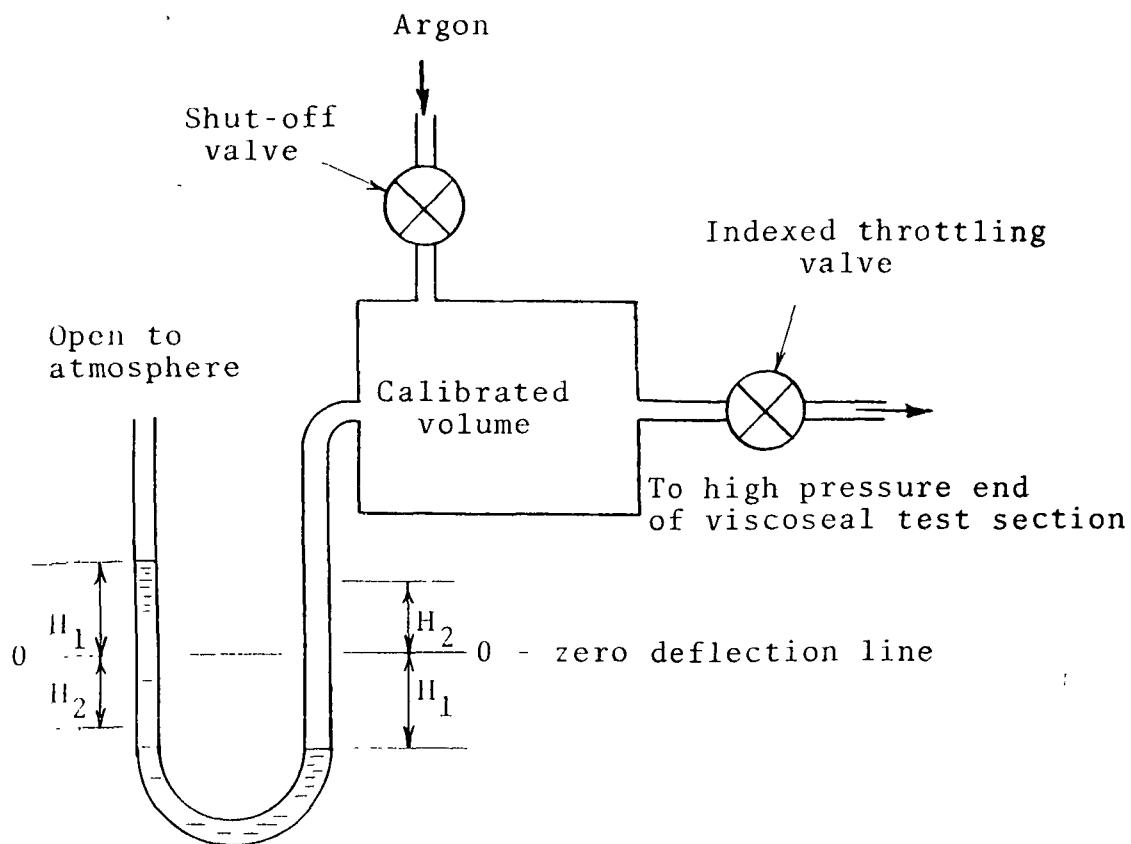 Argon
Shut-off
valve
Indexed throttling
valve
Open to
atmosphere
Calibrated
volume
To high pressure end
of viscoseal test section
H1
H2
0
0 - zero deflection line
H2
H1